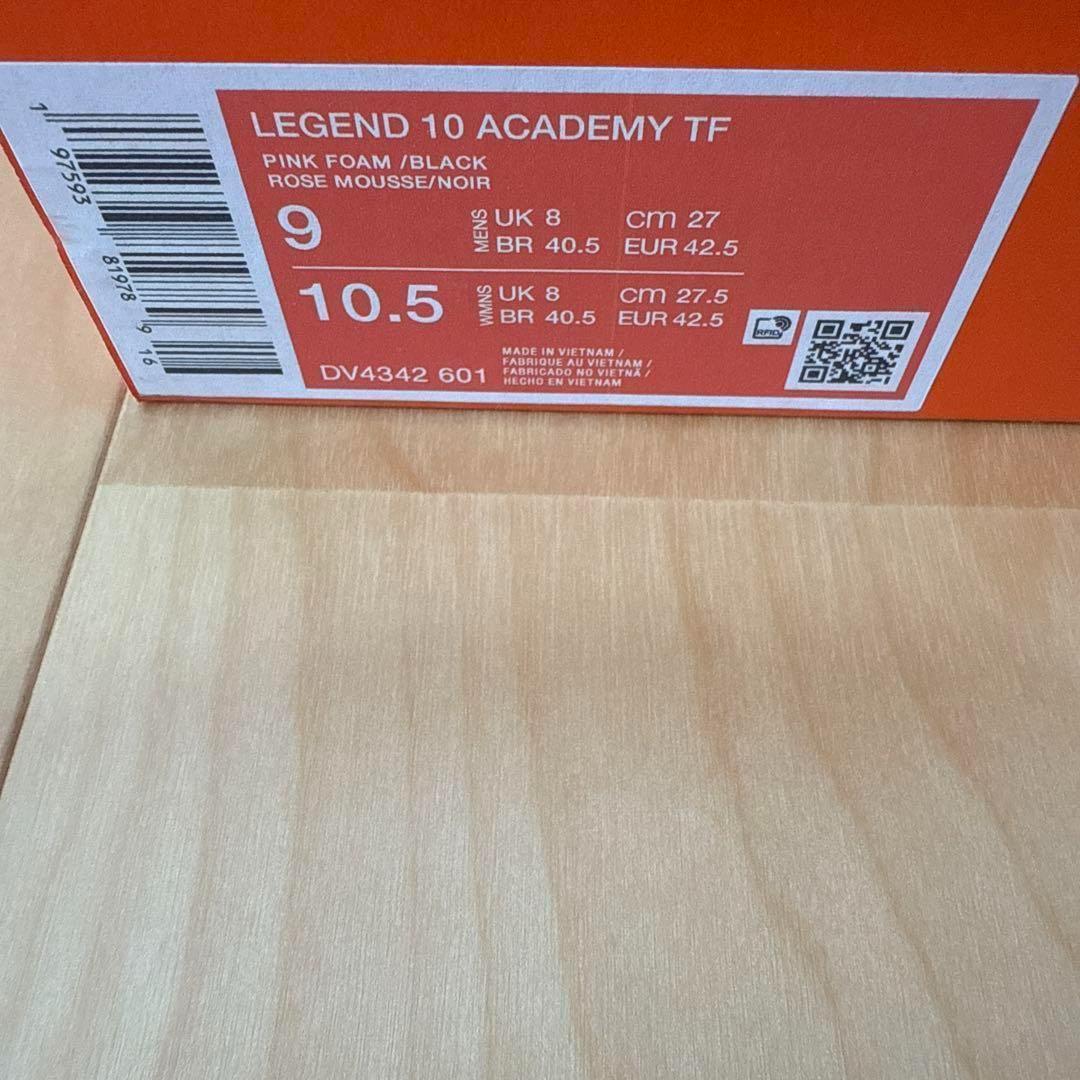 LEGEND 10 ACADEMY TF
PINK FOAM /BLACK
ROSE MOUSSE/NOIR
9 MENS UK 8 cm 27
BR 40.5 EUR 42.5
10.5 WMNS UK 8 cm 27.5
BR 40.5 EUR 42.5
RFID
DV4342 601
MADE IN VIETNAM /
FABRIQUE AU VIETNAM /
FABRICADO NO VIETNÃ /
HECHO EN VIETNAM
1 97593 81978 9 16